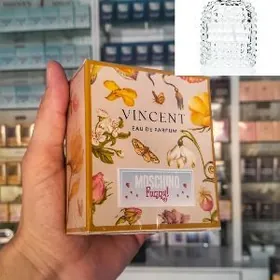 VINCENT
EAU DE PARFUM
MOSCHINO
Funny!